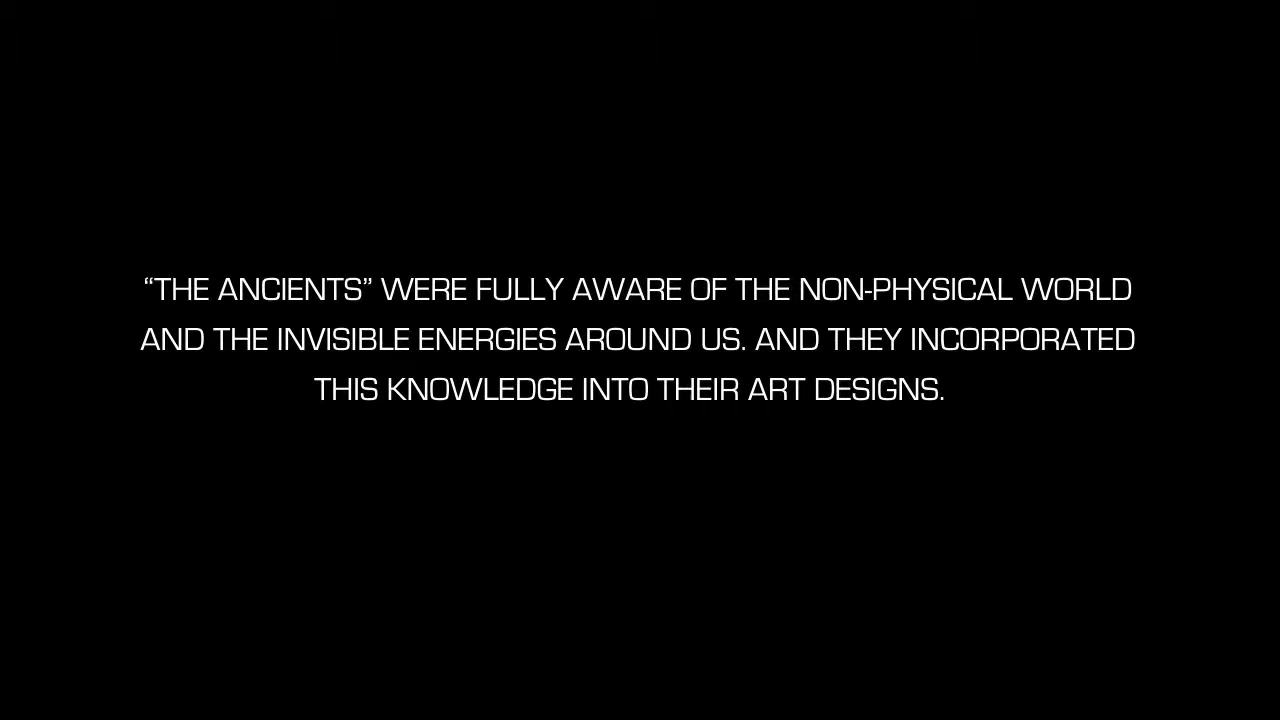 “THE ANCIENTS” WERE FULLY AWARE OF THE NON-PHYSICAL WORLD
AND THE INVISIBLE ENERGIES AROUND US. AND THEY INCORPORATED
THIS KNOWLEDGE INTO THEIR ART DESIGNS.